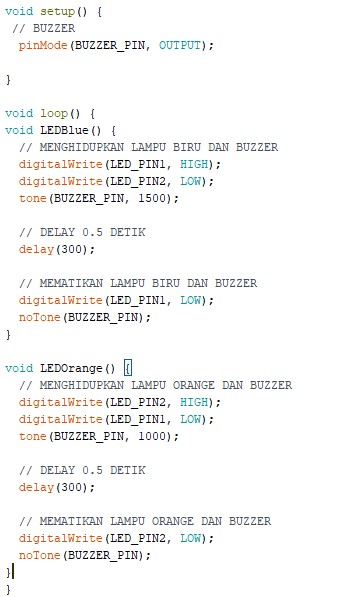 void setup() {
// BUZZER
pinMode(BUZZER_PIN, OUTPUT);
}
void loop() {
void LEDBlue() {
// MENGHIDUPKAN LAMPU BIRU DAN BUZZER
digitalWrite(LED_PIN1, HIGH);
digitalWrite(LED_PIN2, LOW);
tone(BUZZER_PIN, 1500);
// DELAY 0.5 DETIK
delay(300);
// MEMATIKAN LAMPU BIRU DAN BUZZER
digitalWrite(LED_PIN1, LOW);
noTone(BUZZER_PIN);
}
void LEDOrange() {
// MENGHIDUPKAN LAMPU ORANGE DAN BUZZER
digitalWrite(LED_PIN2, HIGH);
digitalWrite(LED_PIN1, LOW);
tone(BUZZER_PIN, 1000);
// DELAY 0.5 DETIK
delay(300);
// MEMATIKAN LAMPU ORANGE DAN BUZZER
digitalWrite(LED_PIN2, LOW);
noTone(BUZZER_PIN);
}
}